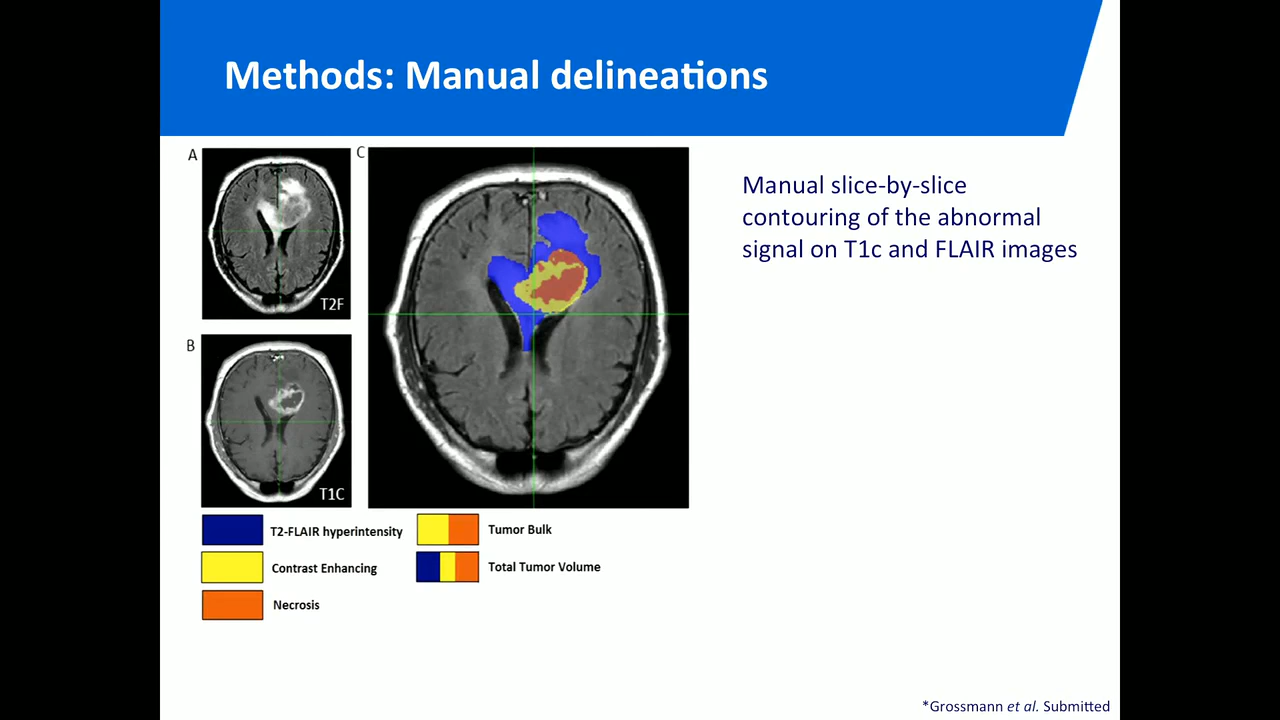 Methods: Manual delineations
A
C
T2F
B
T1C
Manual slice-by-slice
contouring of the abnormal
signal on T1c and FLAIR images
T2-FLAIR hyperintensity
Tumor Bulk
Contrast Enhancing
Total Tumor Volume
Necrosis
*Grossmann et al. Submitted